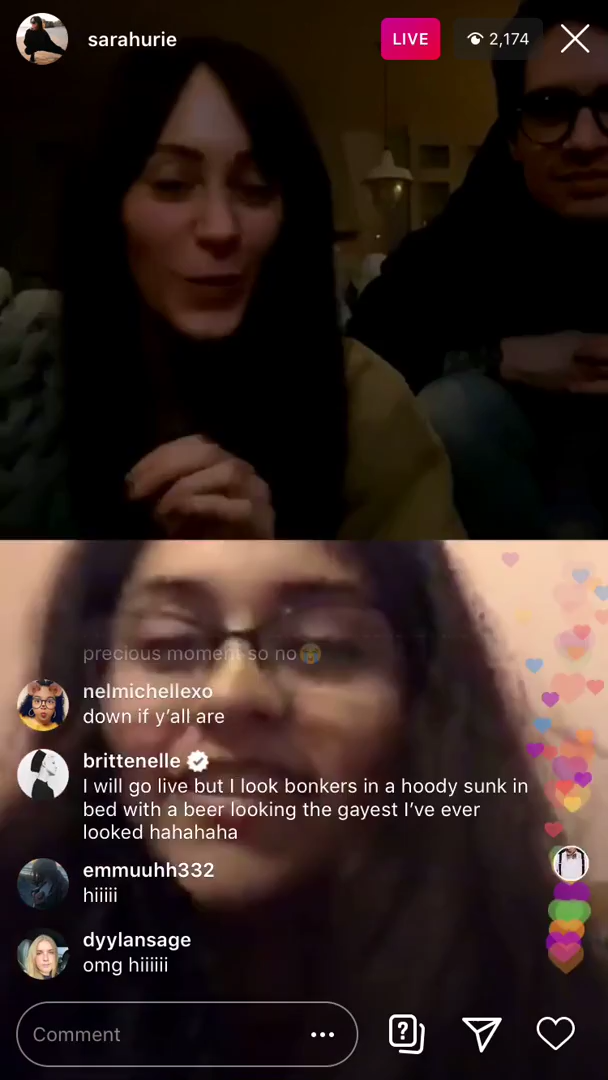 sarahurie
LIVE
2,174
precious moment so no😭
nelmichellexo
down if y’all are
brittenelle
I will go live but I look bonkers in a hoody sunk in
bed with a beer looking the gayest I’ve ever
looked hahahaha
emmuuhh332
hiiiii
dyylansage
omg hiiiiii
Comment